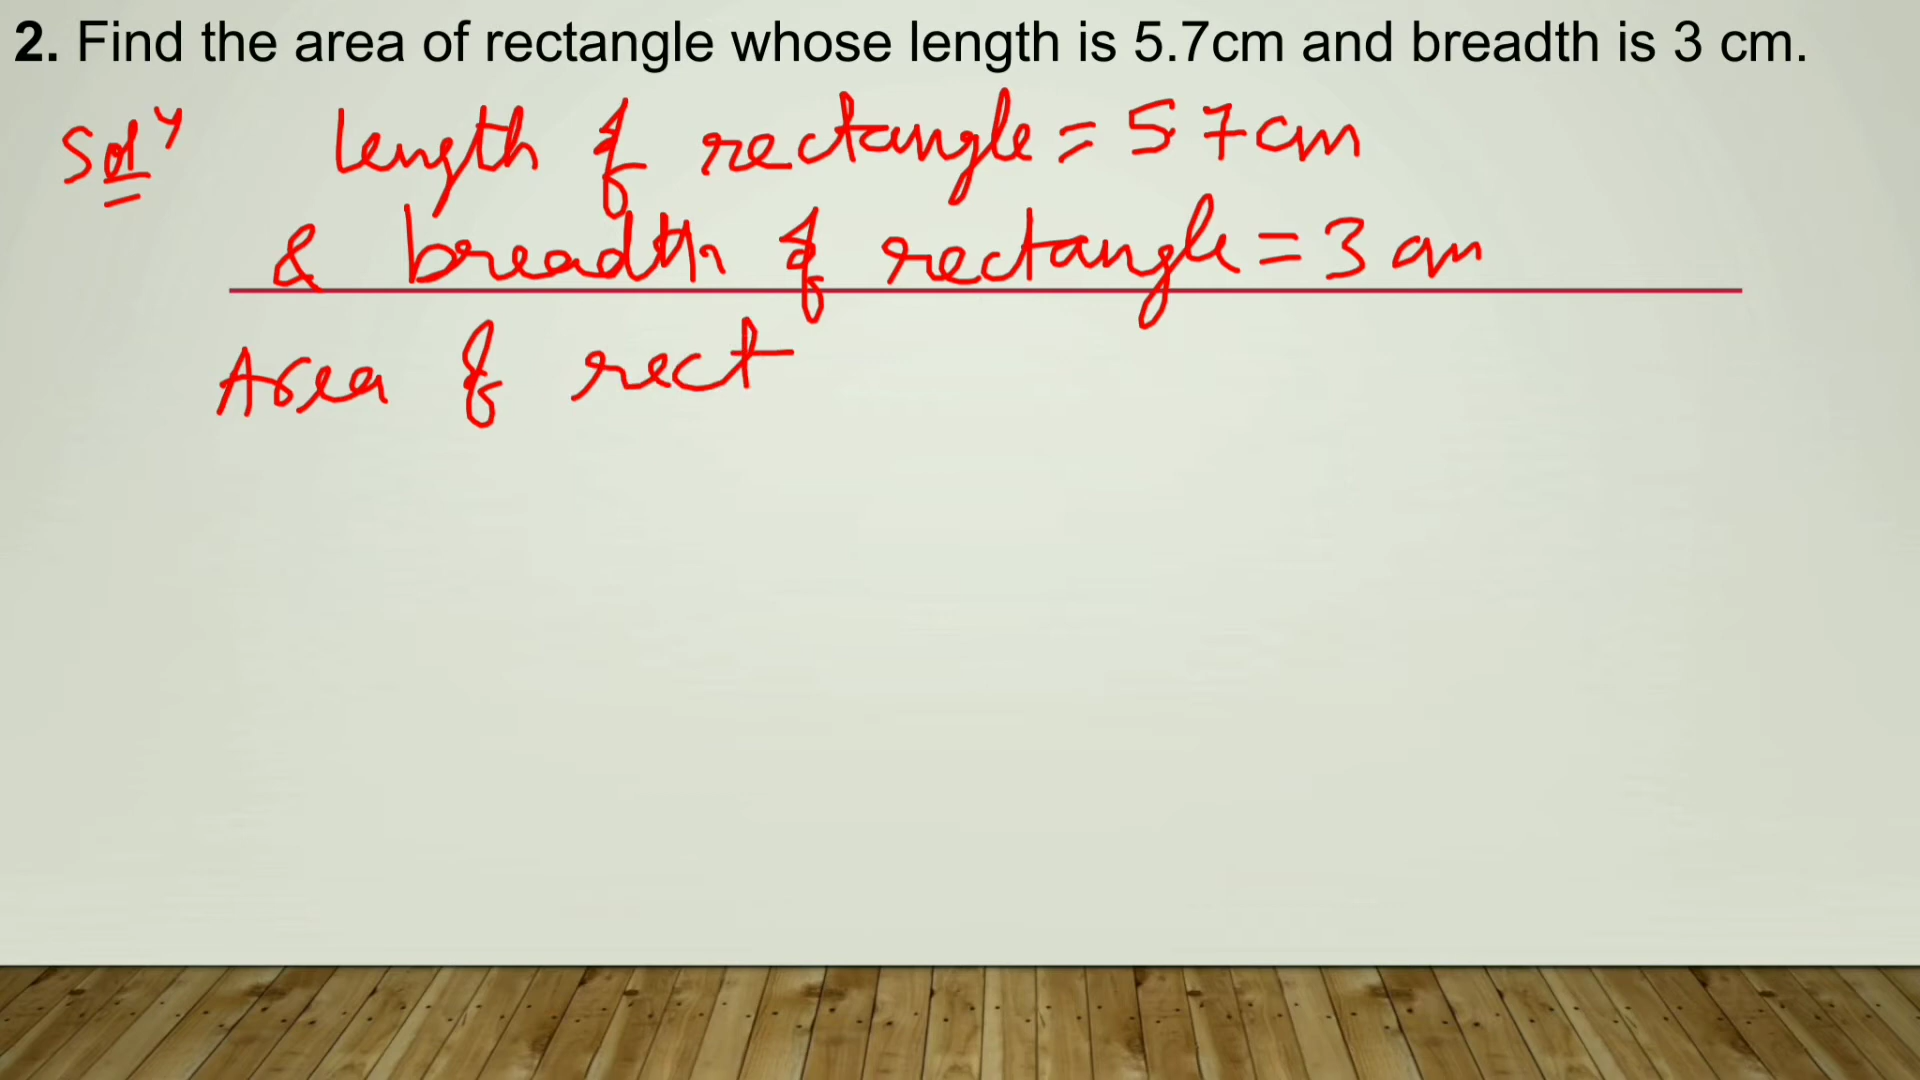 2. Find the area of rectangle whose length is 5.7cm and breadth is 3 cm.
Solⁿ length of rectangle = 5.7cm
& breadth of rectangle = 3 cm
Area of rect